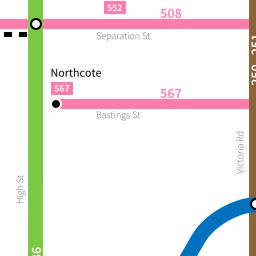 552
508
Separation St
Northcote
567
567
Bastings St
Victoria Rd
High St